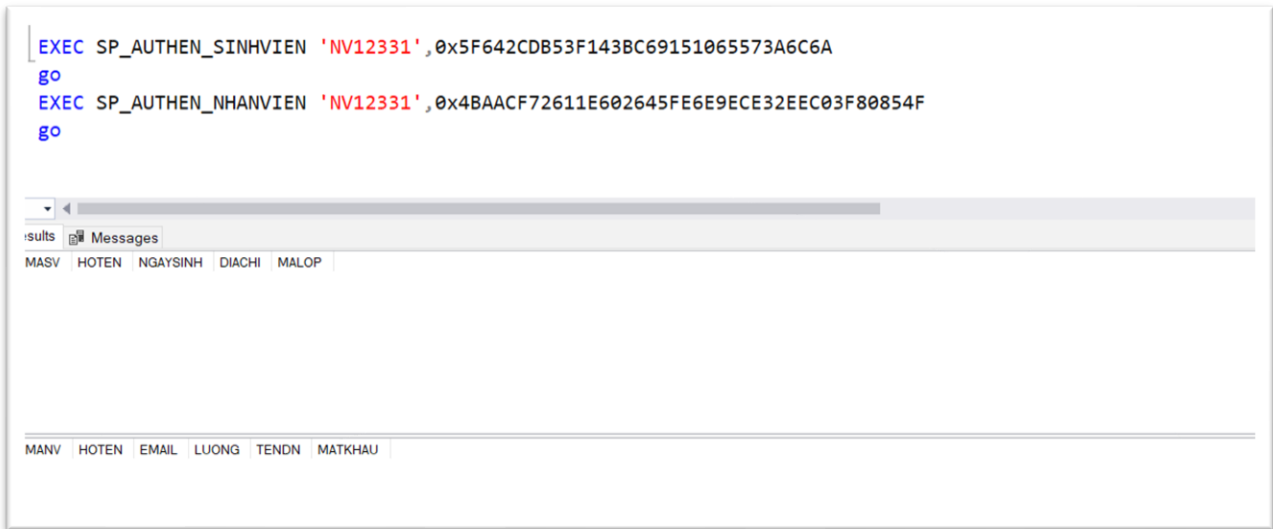 EXEC SP_AUTHEN_SINHVIEN 'NV12331',0x5F642CDB53F143BC69151065573A6C6A
go
EXEC SP_AUTHEN_NHANVIEN 'NV12331',0x4BAACF72611E602645FE6E9ECE32EEC03F80854F
go
sults Messages
MASV HOTEN NGAYSINH DIACHI MALOP
MANV HOTEN EMAIL LUONG TENDN MATKHAU